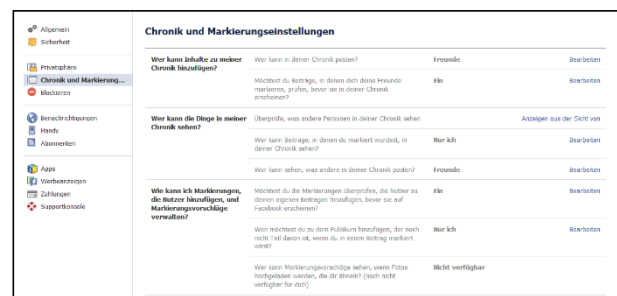 Allgemein
Sicherheit
Privatsphäre
Chronik und Markierung...
Blockieren
Benachrichtigungen
Handy
Abonnenten
Apps
Werbeanzeigen
Zahlungen
Supportkonsole
Chronik und Markierungseinstellungen
Wer kann Inhalte zu meiner
Chronik hinzufügen?
Wer kann in deiner Chronik posten?
Freunde
Bearbeiten
Möchtest du Beiträge, in denen dich deine Freunde
markieren, prüfen, bevor sie in deiner Chronik
erscheinen?
Ein
Bearbeiten
Wer kann die Dinge in meiner
Chronik sehen?
Überprüfe, was andere Personen in deiner Chronik sehen
Anzeigen aus der Sicht von
Wer kann Beiträge, in denen du markiert wurdest, in
deiner Chronik sehen?
Nur ich
Bearbeiten
Wer kann sehen, was andere in deiner Chronik posten?
Freunde
Bearbeiten
Wie kann ich Markierungen,
die Nutzer hinzufügen, und
Markierungsvorschläge
verwalten?
Möchtest du die Markierungen überprüfen, die Nutzer zu
deinen eigenen Beiträgen hinzufügen, bevor sie auf
Facebook erscheinen?
Ein
Bearbeiten
Wen möchtest du zu dem Publikum hinzufügen, der noch
nicht Teil davon ist, wenn du in einem Beitrag markiert
wirst?
Nur ich
Bearbeiten
Wer kann Markierungsvorschläge sehen, wenn Fotos
hochgeladen werden, die dir ähneln? (noch nicht
verfügbar für dich)
Nicht verfügbar